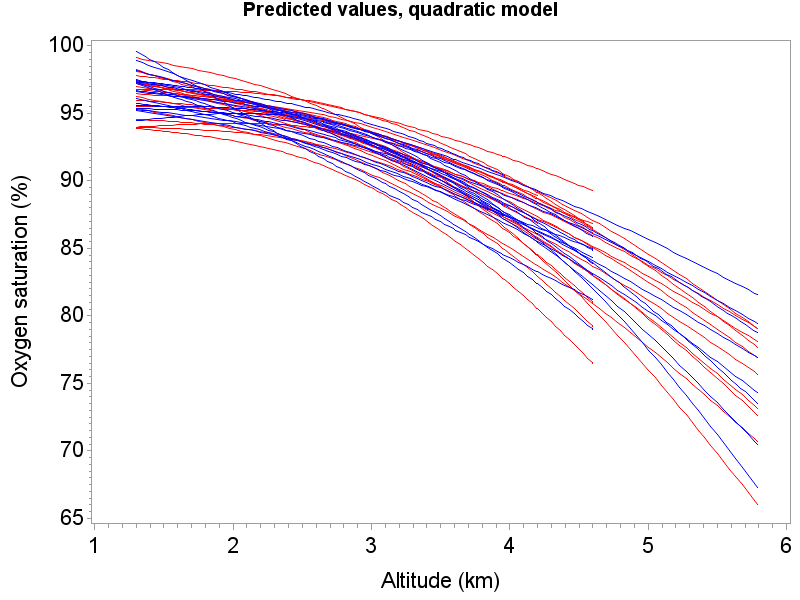 Predicted values, quadratic model
100
95
90
85
80
75
70
65
Oxygen saturation (%)
1 2 3 4 5 6
Altitude (km)